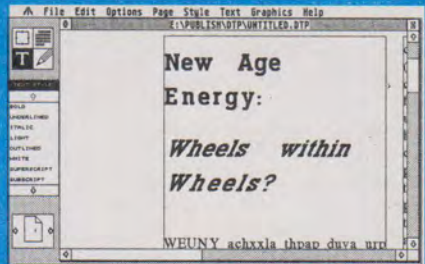 File Edit Options Page Style Text Graphics Help
E:\PUBLISH\DTP\UNTITLED.DTP
T
BOLD
UNDERLINED
ITALIC
LIGHT
OUTLINED
WHITE
SUPERSCRIPT
SUBSCRIPT
New Age
Energy:
Wheels within
Wheels?
WEUNY achxxla thpap duva urp